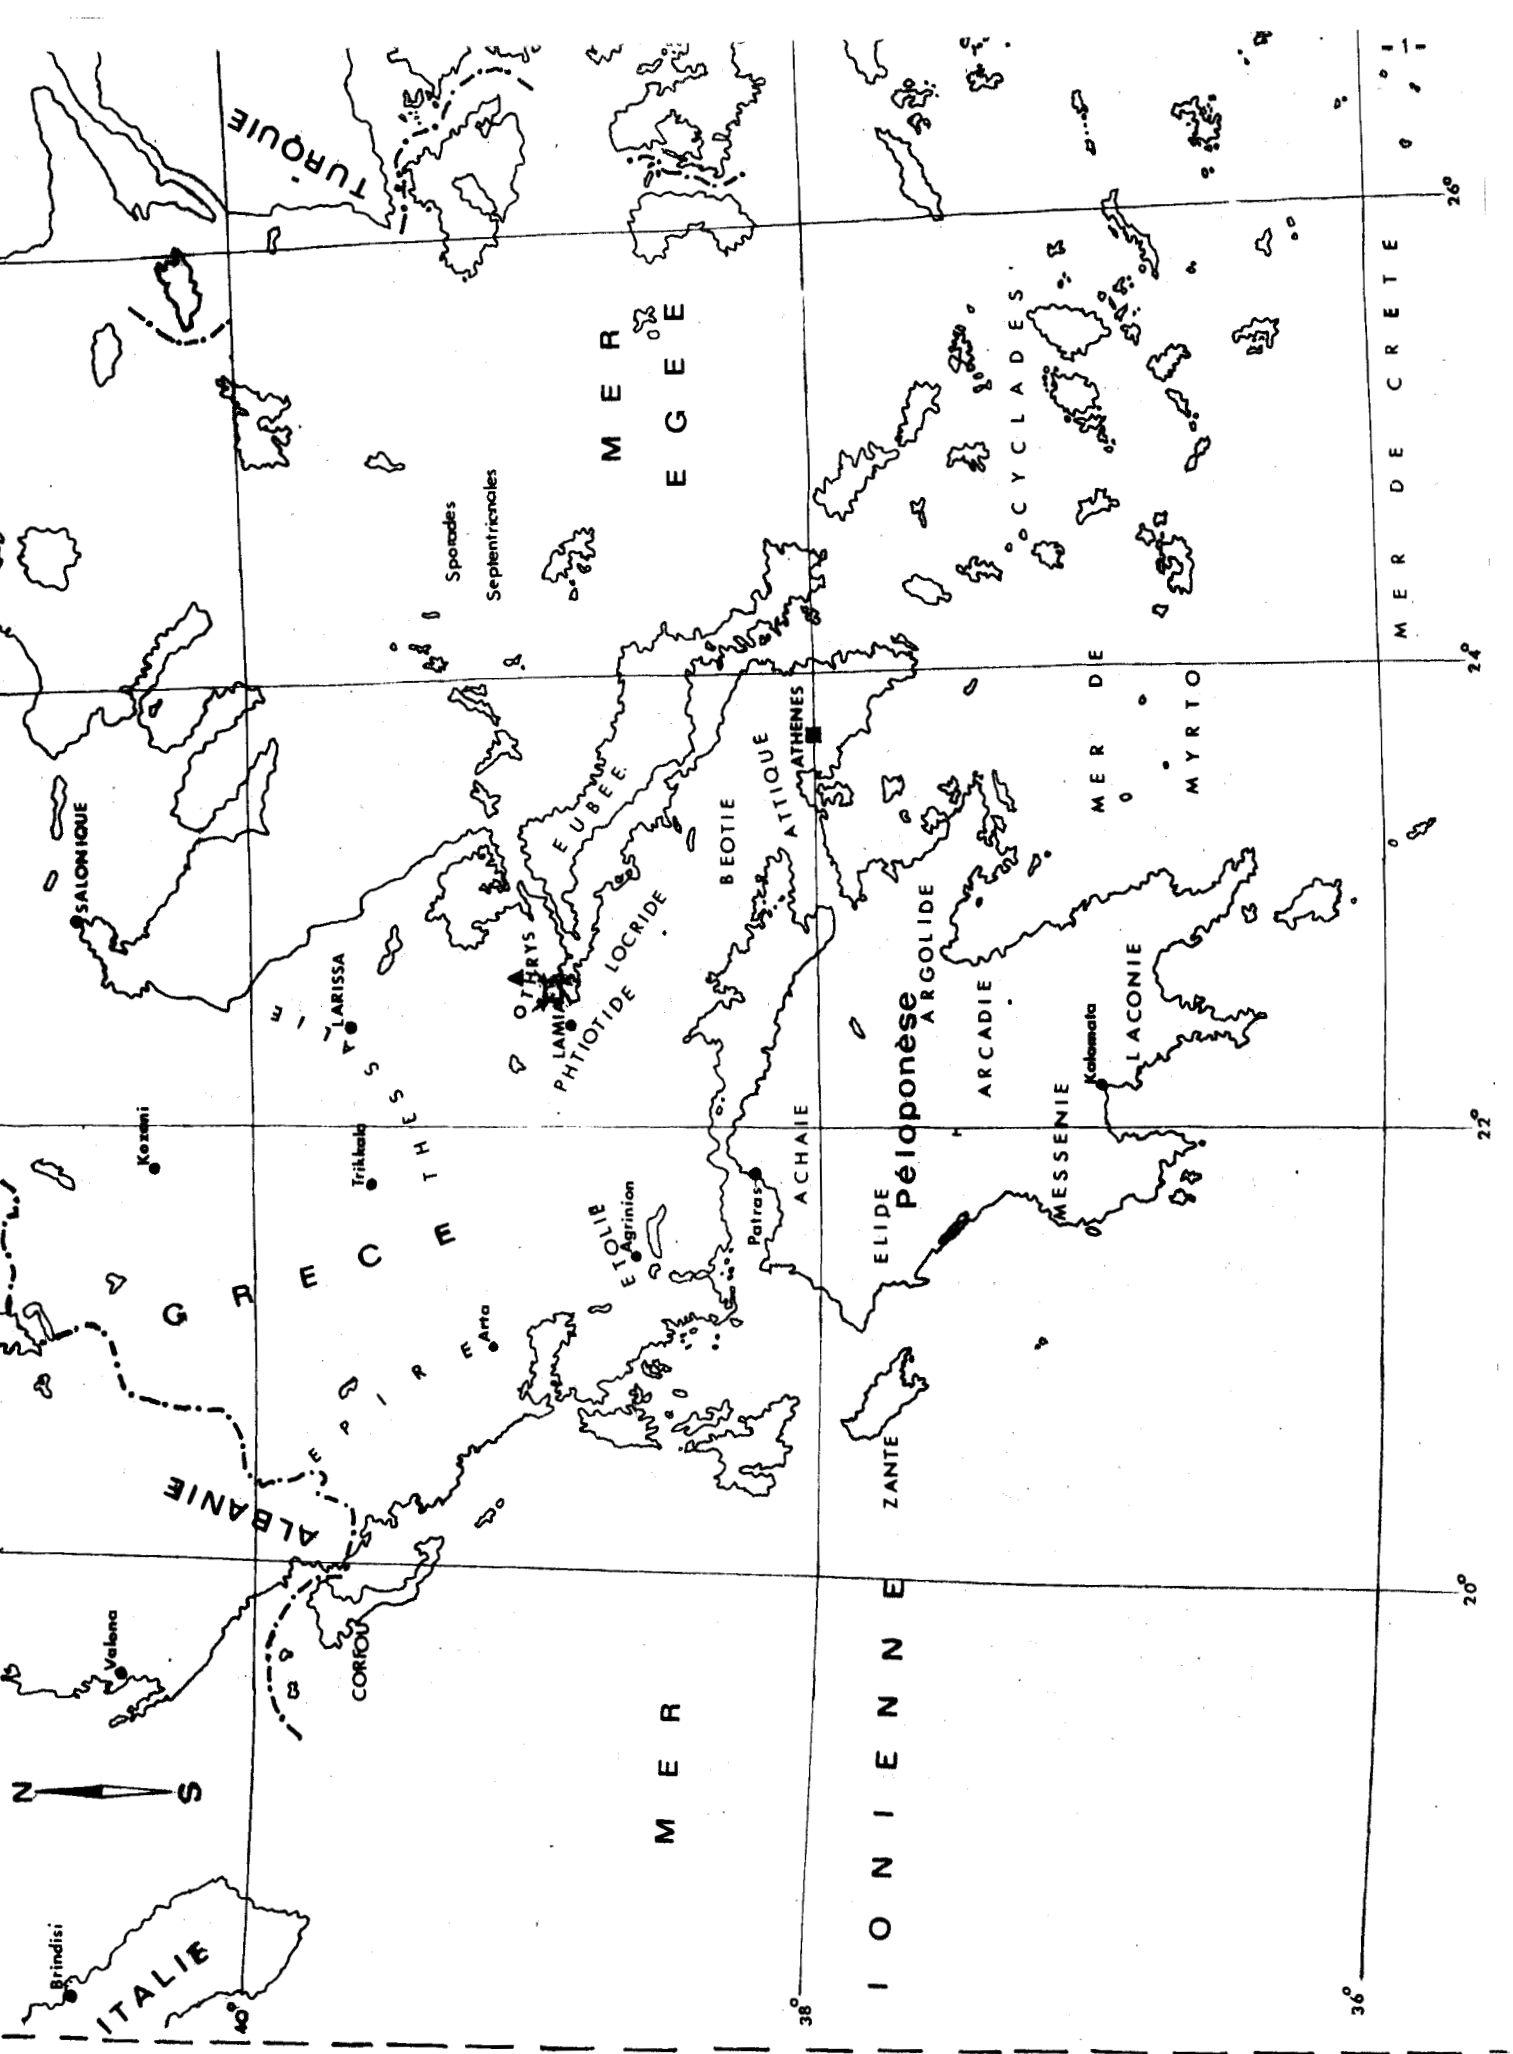 - 1 -
TURQUIE
MER
EGEE
Sporades
Septentrionales
CYCLADES
MER DE CRETE
MER DE
MYRTO
SALONIQUE
LARISSA
Kozani
Trikkala
THESSALIE
OTHRYS
LAMIA
PHTIOTIDE
LOCRIDE
EUBEE
BEOTIE
ATTIQUE
ATHENES
GRECE
EPIRE
Arta
ETOLIE
Agrinion
Patras
ACHAIE
ELIDE
Péloponèse
ARGOLIDE
ARCADIE
MESSENIE
Kalamata
LACONIE
ZANTE
ALBANIE
Valona
CORFOU
MER
IONIENNE
N
S
Brindisi
ITALIE
40°
38°
36°
20°
22°
24°
26°